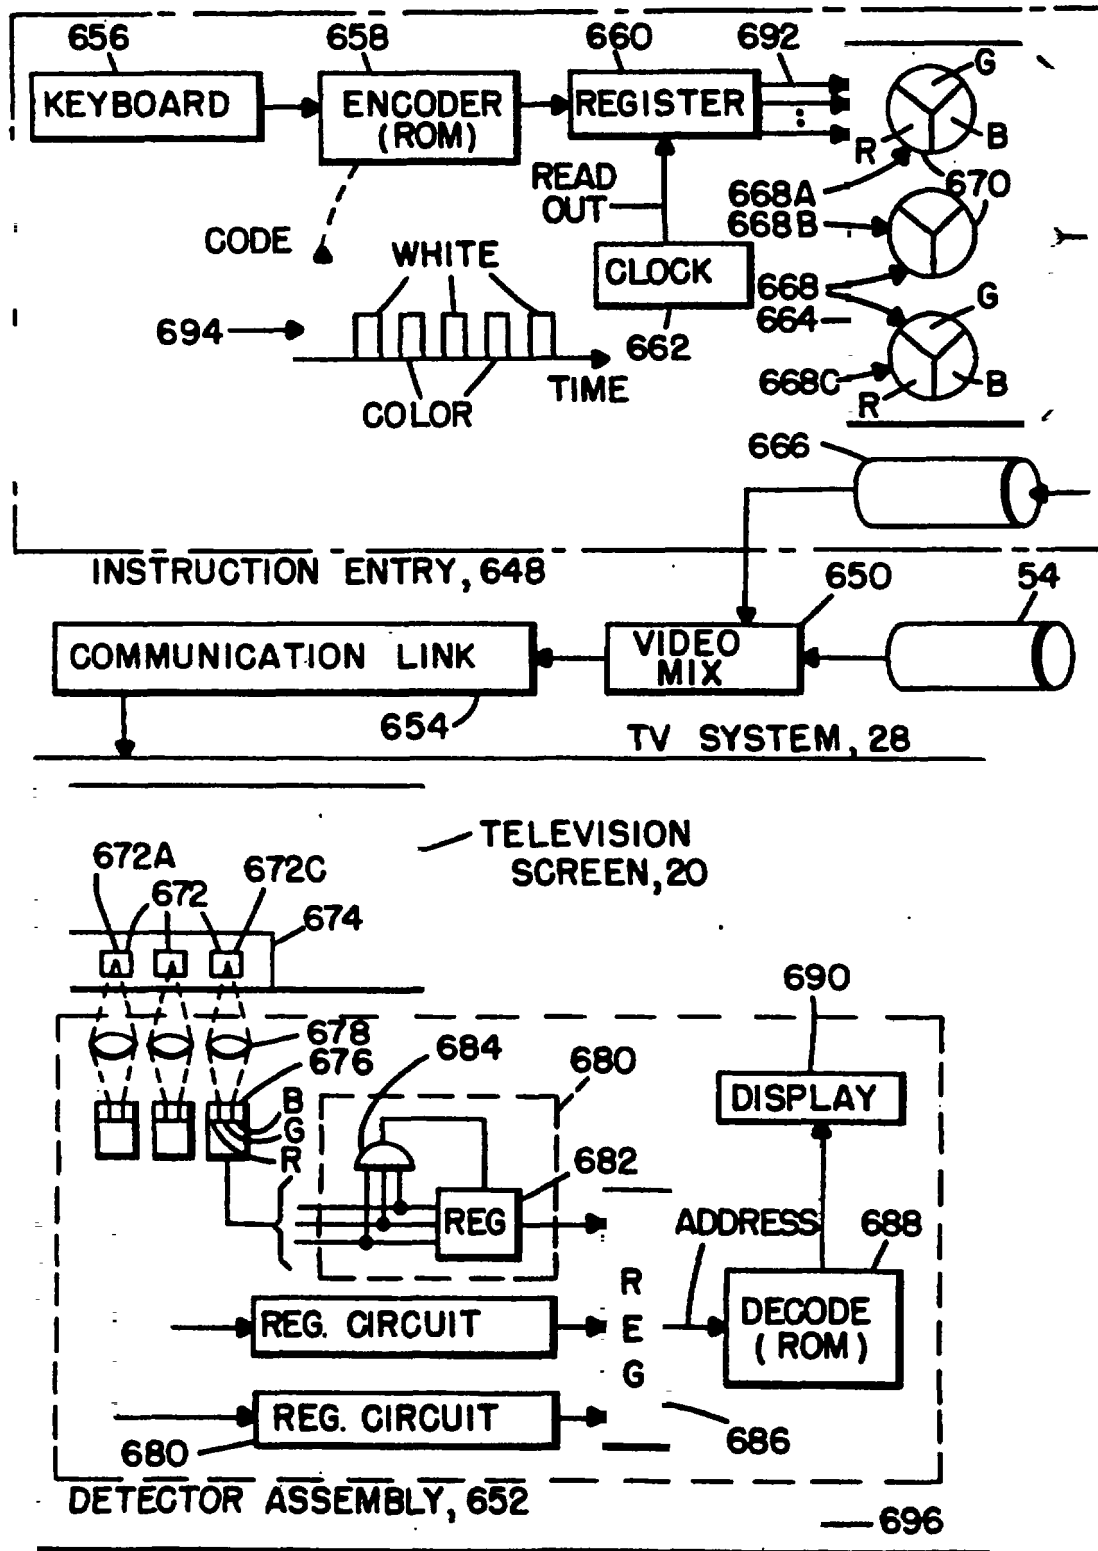 656
658
660
692
KEYBOARD
ENCODER
(ROM)
REGISTER
G
R
B
READ
OUT
668A
670
668B
CODE
WHITE
CLOCK
668
G
694
664
662
TIME
668C
R
B
COLOR
666
INSTRUCTION ENTRY, 648
650
54
COMMUNICATION LINK
VIDEO
MIX
654
TV SYSTEM, 28
TELEVISION
SCREEN, 20
672A
672
672C
674
690
678
684
680
676
DISPLAY
B
G
R
682
REG
ADDRESS
688
REG
DECODE
(ROM)
REG. CIRCUIT
REG. CIRCUIT
680
686
DETECTOR ASSEMBLY, 652
696